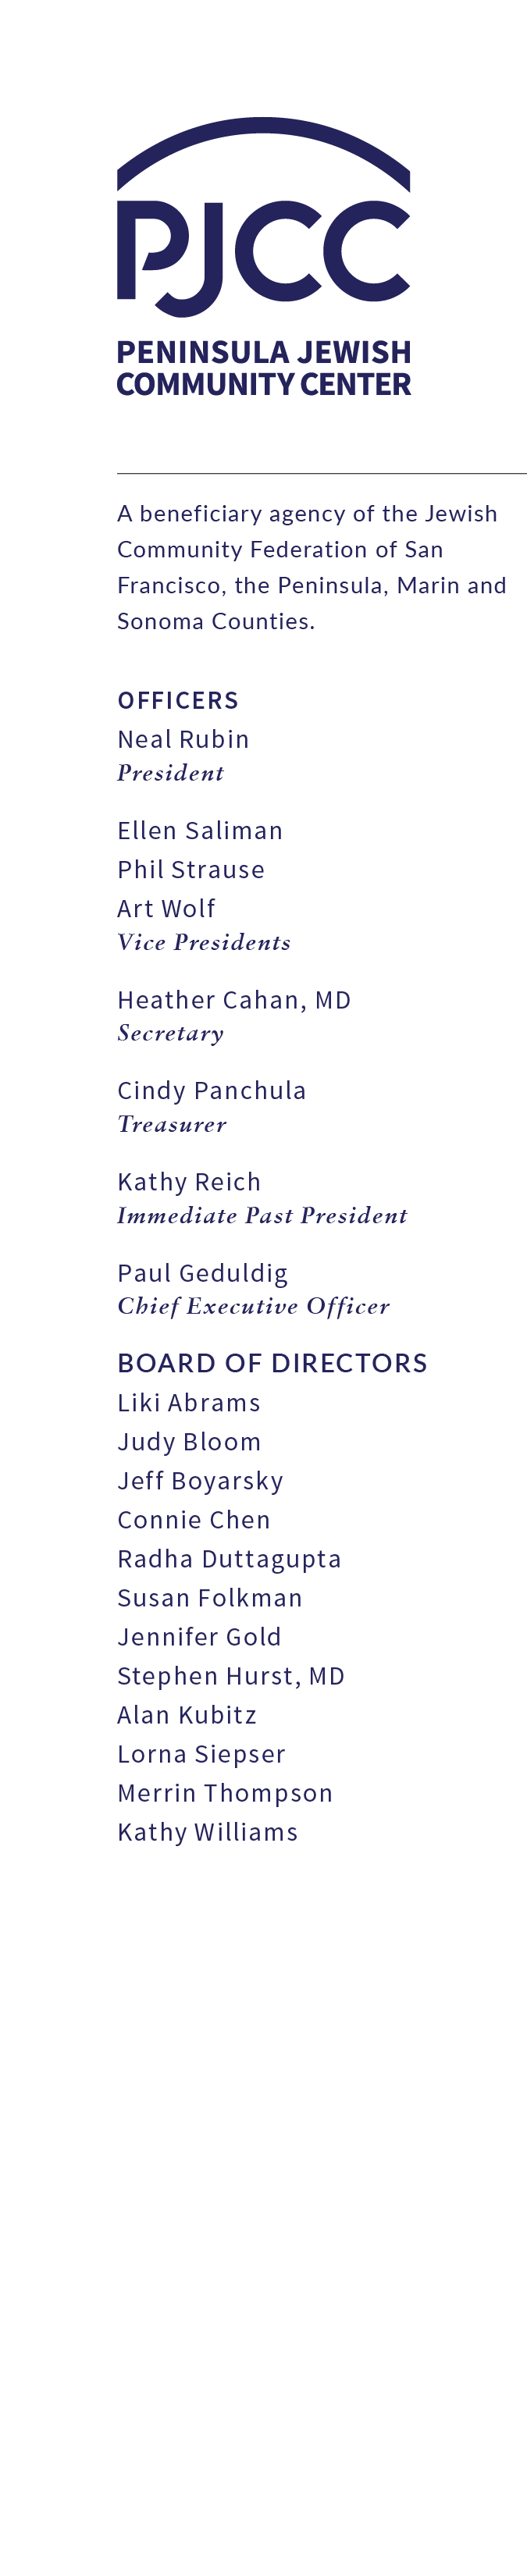 PJCC
PENINSULA JEWISH
COMMUNITY CENTER
A beneficiary agency of the Jewish
Community Federation of San
Francisco, the Peninsula, Marin and
Sonoma Counties.
OFFICERS
Neal Rubin
President
Ellen Saliman
Phil Strause
Art Wolf
Vice Presidents
Heather Cahan, MD
Secretary
Cindy Panchula
Treasurer
Kathy Reich
Immediate Past President
Paul Geduldig
Chief Executive Officer
BOARD OF DIRECTORS
Liki Abrams
Judy Bloom
Jeff Boyarsky
Connie Chen
Radha Duttagupta
Susan Folkman
Jennifer Gold
Stephen Hurst, MD
Alan Kubitz
Lorna Siepser
Merrin Thompson
Kathy Williams